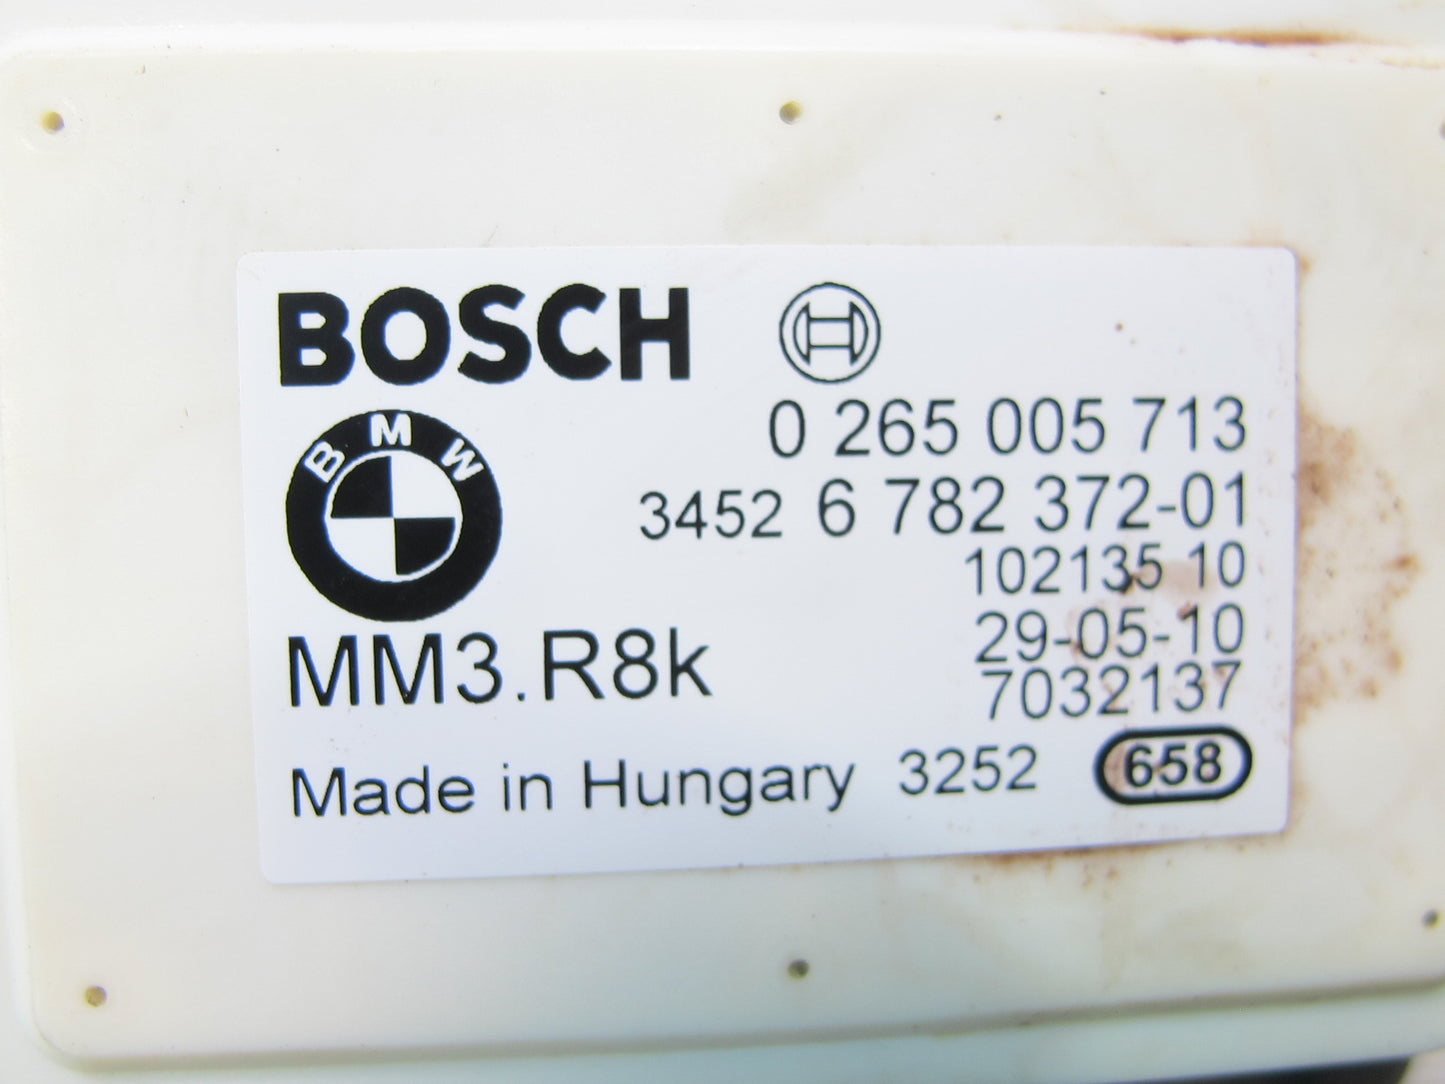 BOSCH
BMW
0 265 005 713
3452 6 782 372-01
102135 10
29-05-10
MM3.R8k
7032137
Made in Hungary 3252 658